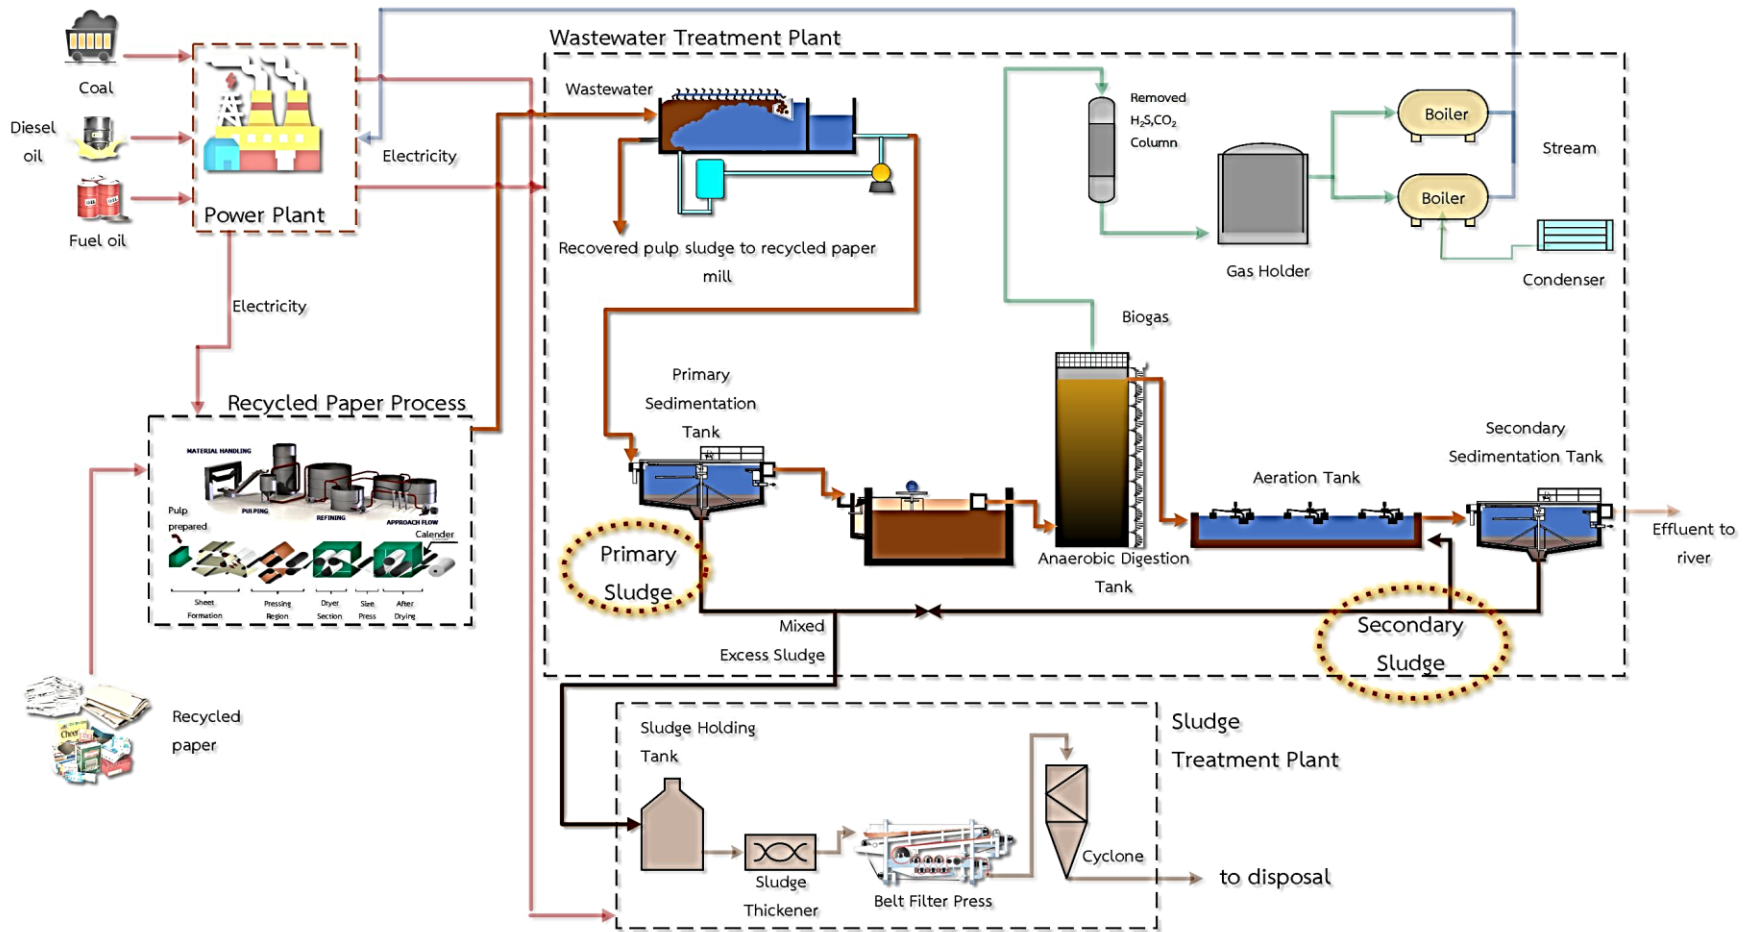 Coal
Diesel
oil
Fuel oil
Power Plant
Electricity
Electricity
Recycled Paper Process
MATERIAL HANDLING
PULPING
REFINING
APPROACH FLOW
Pulp
prepared
Calender
Sheet
Formation
Pressing
Region
Dryer
Section
Size
Press
After
Drying
Recycled
paper
Wastewater Treatment Plant
Wastewater
Recovered pulp sludge to recycled paper
mill
Removed
H₂S,CO₂
Column
Gas Holder
Boiler
Boiler
Stream
Condenser
Biogas
Primary
Sedimentation
Tank
Primary
Sludge
Anaerobic Digestion
Tank
Aeration Tank
Secondary
Sedimentation Tank
Effluent to
river
Secondary
Sludge
Mixed
Excess Sludge
Sludge
Treatment Plant
Sludge Holding
Tank
Sludge
Thickener
Belt Filter Press
Cyclone
to disposal